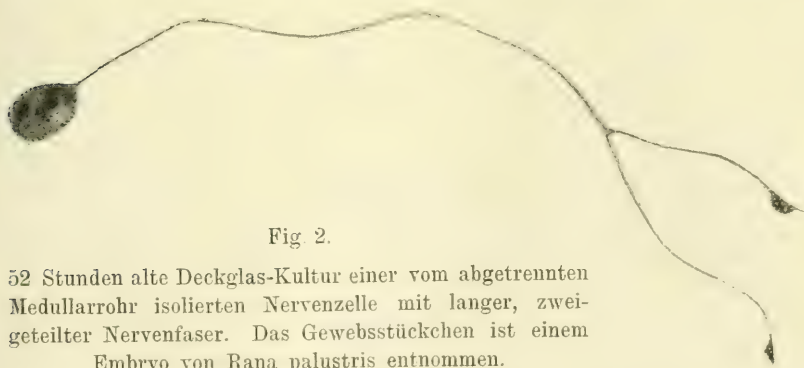 Fig. 2.
52 Stunden alte Deckglas-Kultur einer vom abgetrennten
Medullarrohr isolierten Nervenzelle mit langer, zwei-
geteilter Nervenfaser. Das Gewebsstückchen ist einem
Embryo von Rana palustris entnommen.